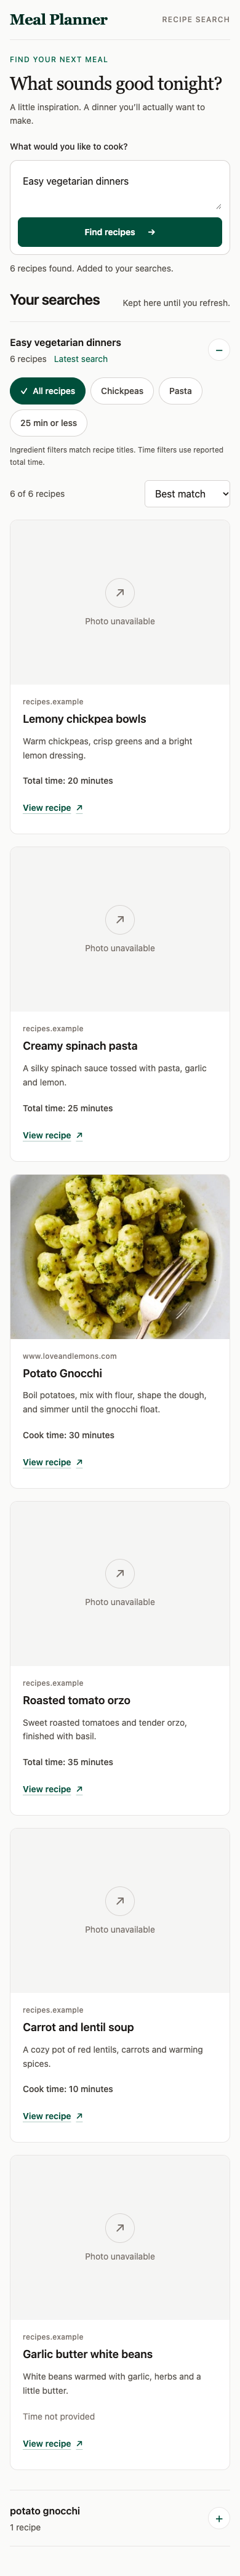 Meal Planner
RECIPE SEARCH
FIND YOUR NEXT MEAL
What sounds good tonight?
A little inspiration. A dinner you'll actually want to
make.
What would you like to cook?
Easy vegetarian dinners
Find recipes →
6 recipes found. Added to your searches.
Your searches
Kept here until you refresh.
Easy vegetarian dinners
6 recipes Latest search
−
✓ All recipes
Chickpeas
Pasta
25 min or less
Ingredient filters match recipe titles. Time filters use reported
total time.
6 of 6 recipes
Best match
↗
Photo unavailable
recipes.example
Lemony chickpea bowls
Warm chickpeas, crisp greens and a bright
lemon dressing.
Total time: 20 minutes
View recipe ↗
↗
Photo unavailable
recipes.example
Creamy spinach pasta
A silky spinach sauce tossed with pasta, garlic
and lemon.
Total time: 25 minutes
View recipe ↗
www.loveandlemons.com
Potato Gnocchi
Boil potatoes, mix with flour, shape the dough,
and simmer until the gnocchi float.
Cook time: 30 minutes
View recipe ↗
↗
Photo unavailable
recipes.example
Roasted tomato orzo
Sweet roasted tomatoes and tender orzo,
finished with basil.
Total time: 35 minutes
View recipe ↗
↗
Photo unavailable
recipes.example
Carrot and lentil soup
A cozy pot of red lentils, carrots and warming
spices.
Cook time: 10 minutes
View recipe ↗
↗
Photo unavailable
recipes.example
Garlic butter white beans
White beans warmed with garlic, herbs and a
little butter.
Time not provided
View recipe ↗
potato gnocchi
1 recipe
+